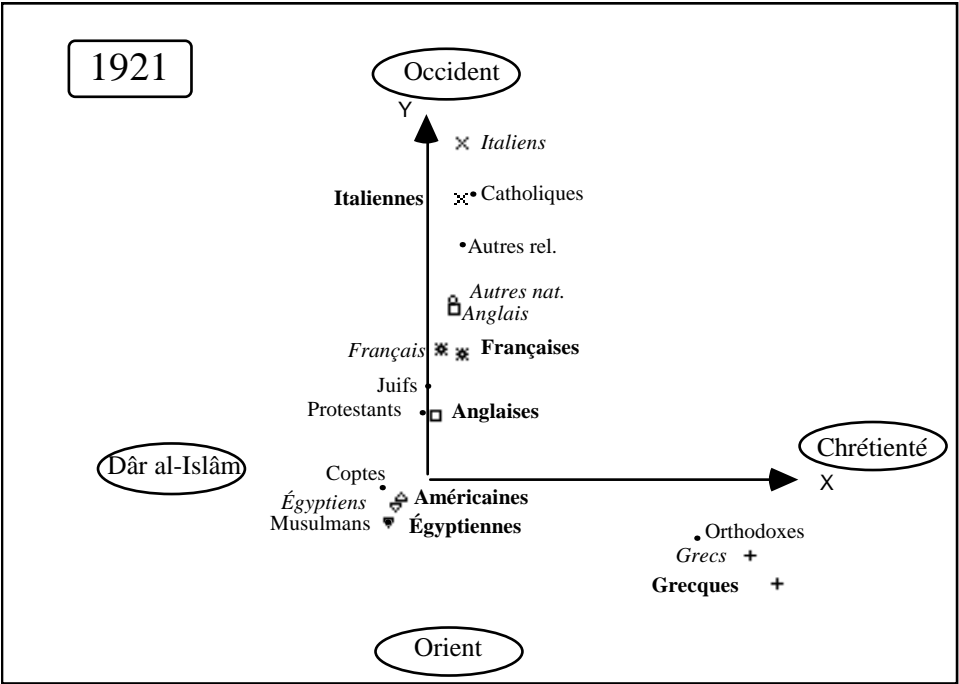 1921
Occident
Y
Italiens
Italiennes
Catholiques
Autres rel.
Autres nat.
Anglais
Français
Françaises
Juifs
Protestants
Anglaises
Dâr al-Islâm
Chrétienté
X
Coptes
Égyptiens
Américaines
Musulmans
Égyptiennes
Orthodoxes
Grecs
Grecques
Orient